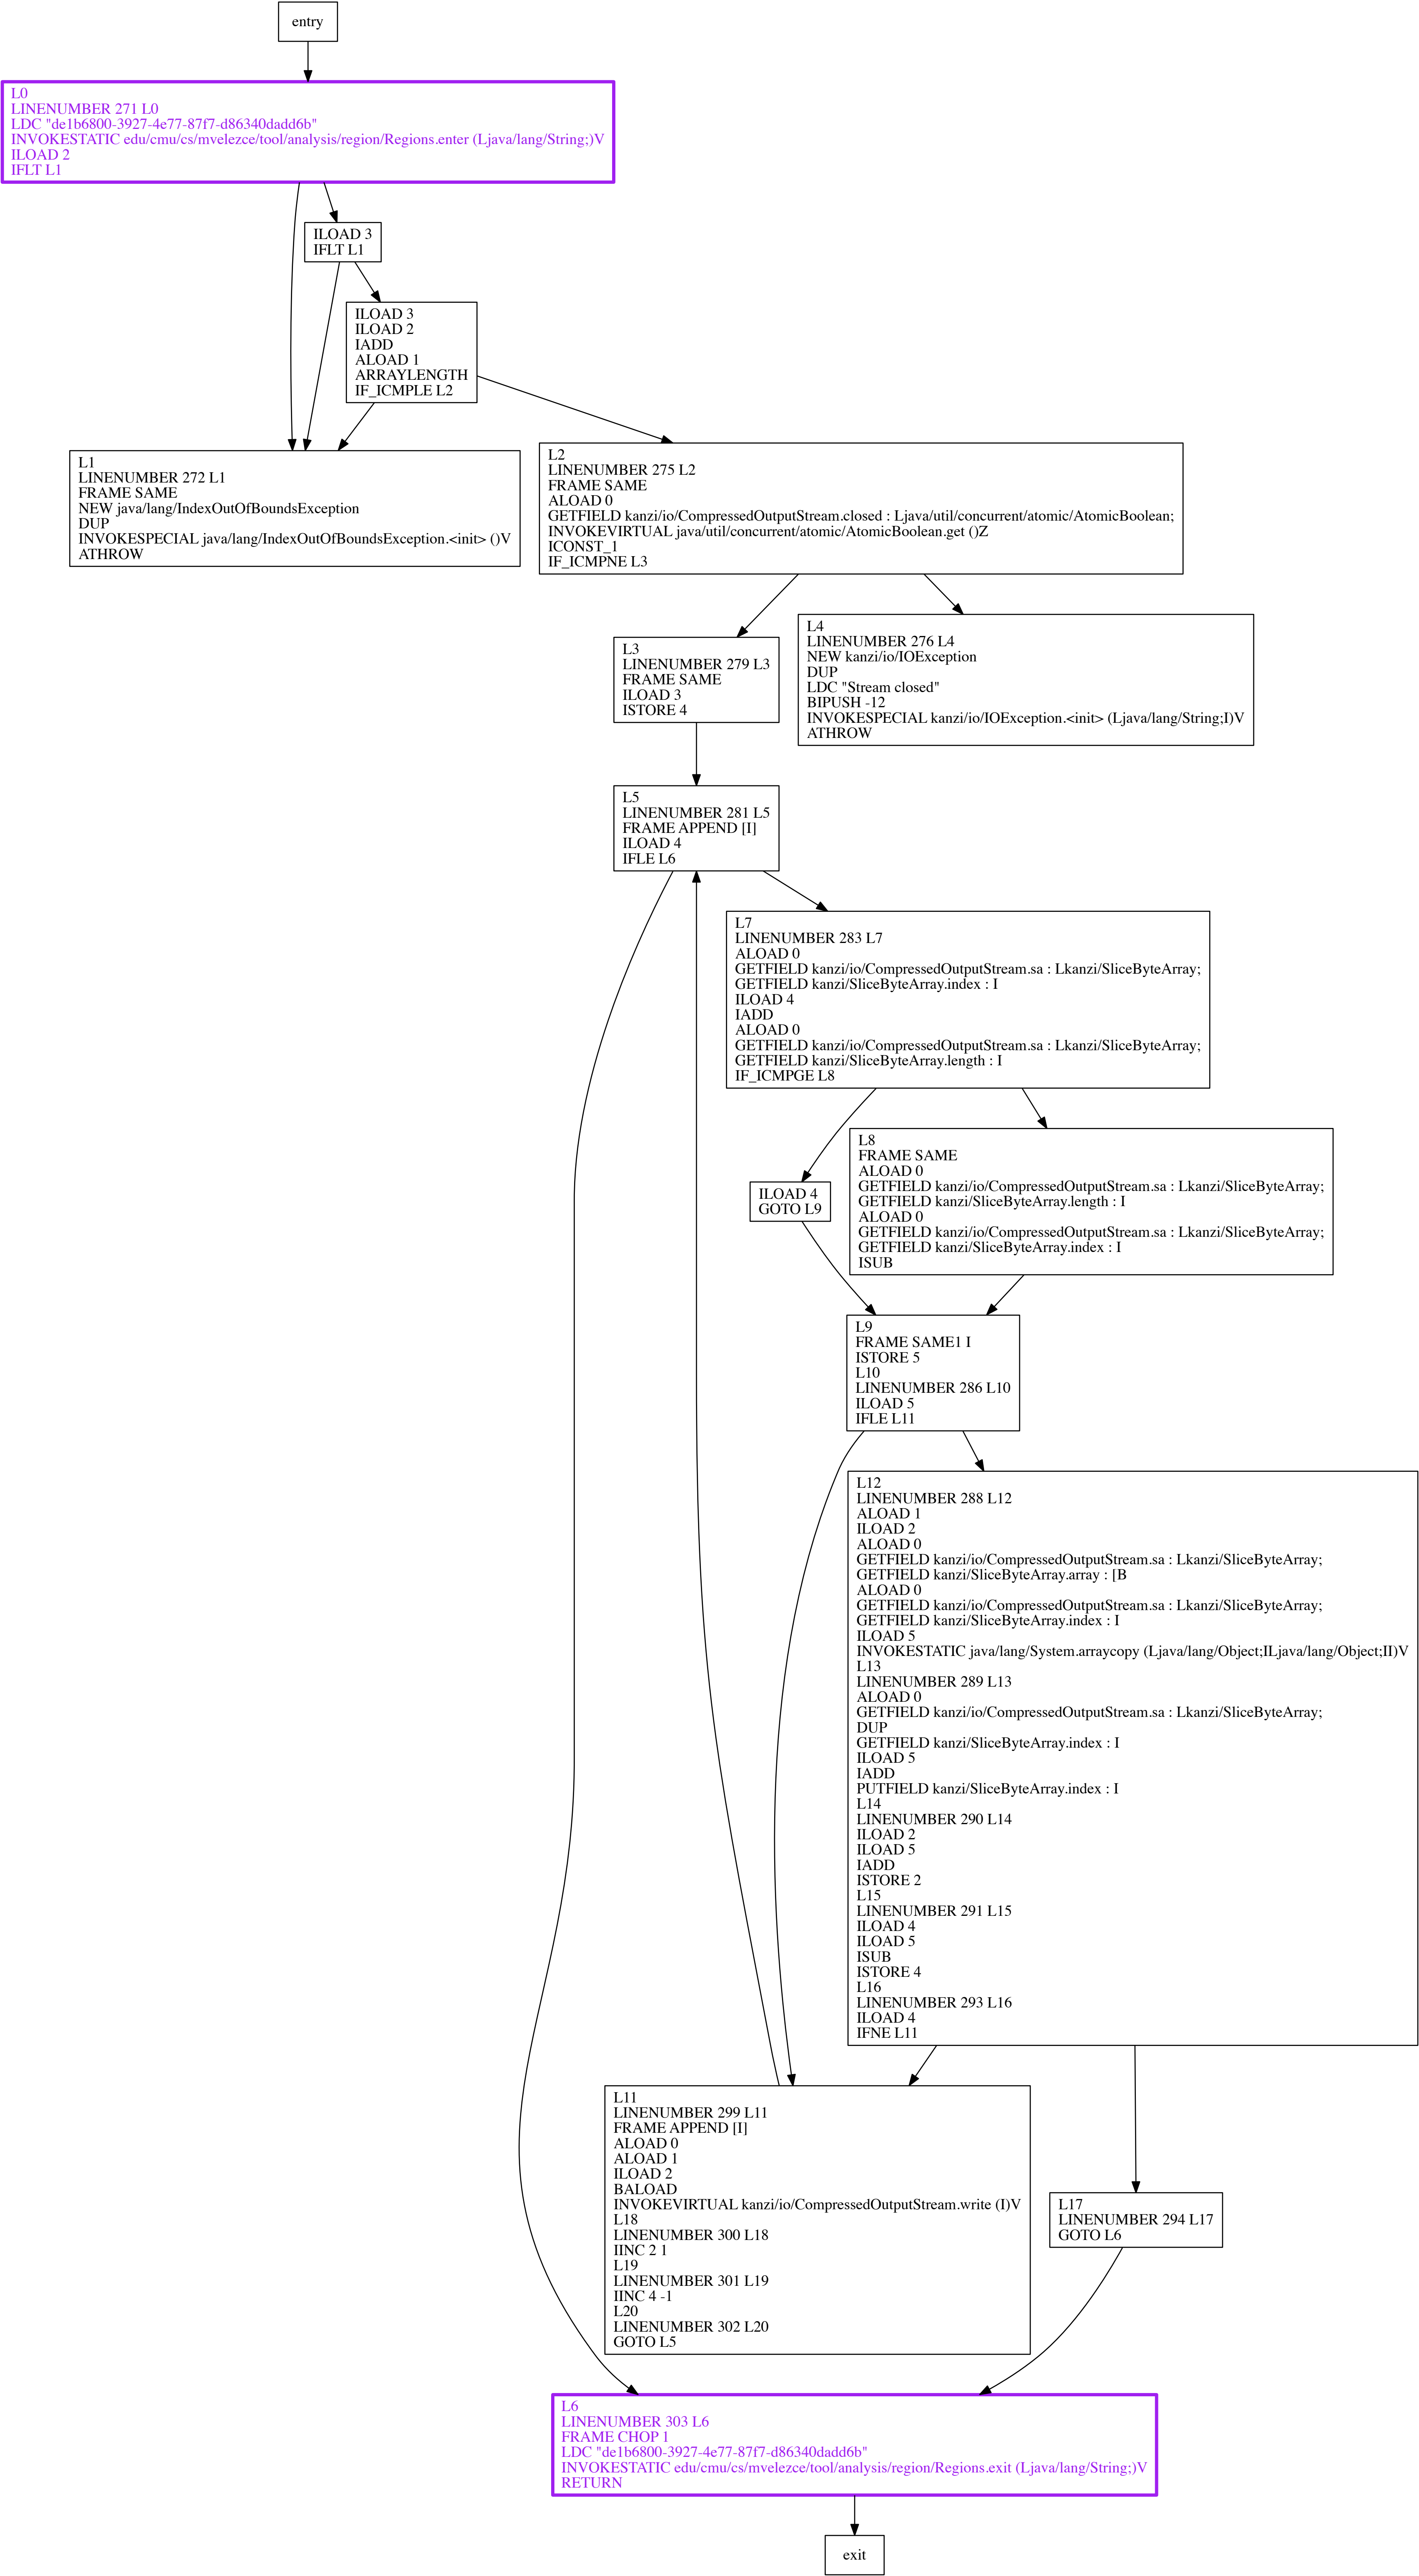 entry
L0
LINENUMBER 271 L0
LDC "de1b6800-3927-4e77-87f7-d86340dadd6b"
INVOKESTATIC edu/cmu/cs/mvelezce/tool/analysis/region/Regions.enter (Ljava/lang/String;)V
ILOAD 2
IFLT L1
ILOAD 3
IFLT L1
ILOAD 3
ILOAD 2
IADD
ALOAD 1
ARRAYLENGTH
IF_ICMPLE L2
L1
LINENUMBER 272 L1
FRAME SAME
NEW java/lang/IndexOutOfBoundsException
DUP
INVOKESPECIAL java/lang/IndexOutOfBoundsException.<init> ()V
ATHROW
L2
LINENUMBER 275 L2
FRAME SAME
ALOAD 0
GETFIELD kanzi/io/CompressedOutputStream.closed : Ljava/util/concurrent/atomic/AtomicBoolean;
INVOKEVIRTUAL java/util/concurrent/atomic/AtomicBoolean.get ()Z
ICONST_1
IF_ICMPNE L3
L3
LINENUMBER 279 L3
FRAME SAME
ILOAD 3
ISTORE 4
L4
LINENUMBER 276 L4
NEW kanzi/io/IOException
DUP
LDC "Stream closed"
BIPUSH -12
INVOKESPECIAL kanzi/io/IOException.<init> (Ljava/lang/String;I)V
ATHROW
L5
LINENUMBER 281 L5
FRAME APPEND [I]
ILOAD 4
IFLE L6
L7
LINENUMBER 283 L7
ALOAD 0
GETFIELD kanzi/io/CompressedOutputStream.sa : Lkanzi/SliceByteArray;
GETFIELD kanzi/SliceByteArray.index : I
ILOAD 4
IADD
ALOAD 0
GETFIELD kanzi/io/CompressedOutputStream.sa : Lkanzi/SliceByteArray;
GETFIELD kanzi/SliceByteArray.length : I
IF_ICMPGE L8
ILOAD 4
GOTO L9
L8
FRAME SAME
ALOAD 0
GETFIELD kanzi/io/CompressedOutputStream.sa : Lkanzi/SliceByteArray;
GETFIELD kanzi/SliceByteArray.length : I
ALOAD 0
GETFIELD kanzi/io/CompressedOutputStream.sa : Lkanzi/SliceByteArray;
GETFIELD kanzi/SliceByteArray.index : I
ISUB
L9
FRAME SAME1 I
ISTORE 5
L10
LINENUMBER 286 L10
ILOAD 5
IFLE L11
L12
LINENUMBER 288 L12
ALOAD 1
ILOAD 2
ALOAD 0
GETFIELD kanzi/io/CompressedOutputStream.sa : Lkanzi/SliceByteArray;
GETFIELD kanzi/SliceByteArray.array : [B
ALOAD 0
GETFIELD kanzi/io/CompressedOutputStream.sa : Lkanzi/SliceByteArray;
GETFIELD kanzi/SliceByteArray.index : I
ILOAD 5
INVOKESTATIC java/lang/System.arraycopy (Ljava/lang/Object;ILjava/lang/Object;II)V
L13
LINENUMBER 289 L13
ALOAD 0
GETFIELD kanzi/io/CompressedOutputStream.sa : Lkanzi/SliceByteArray;
DUP
GETFIELD kanzi/SliceByteArray.index : I
ILOAD 5
IADD
PUTFIELD kanzi/SliceByteArray.index : I
L14
LINENUMBER 290 L14
ILOAD 2
ILOAD 5
IADD
ISTORE 2
L15
LINENUMBER 291 L15
ILOAD 4
ILOAD 5
ISUB
ISTORE 4
L16
LINENUMBER 293 L16
ILOAD 4
IFNE L11
L11
LINENUMBER 299 L11
FRAME APPEND [I]
ALOAD 0
ALOAD 1
ILOAD 2
BALOAD
INVOKEVIRTUAL kanzi/io/CompressedOutputStream.write (I)V
L18
LINENUMBER 300 L18
IINC 2 1
L19
LINENUMBER 301 L19
IINC 4 -1
L20
LINENUMBER 302 L20
GOTO L5
L17
LINENUMBER 294 L17
GOTO L6
L6
LINENUMBER 303 L6
FRAME CHOP 1
LDC "de1b6800-3927-4e77-87f7-d86340dadd6b"
INVOKESTATIC edu/cmu/cs/mvelezce/tool/analysis/region/Regions.exit (Ljava/lang/String;)V
RETURN
exit